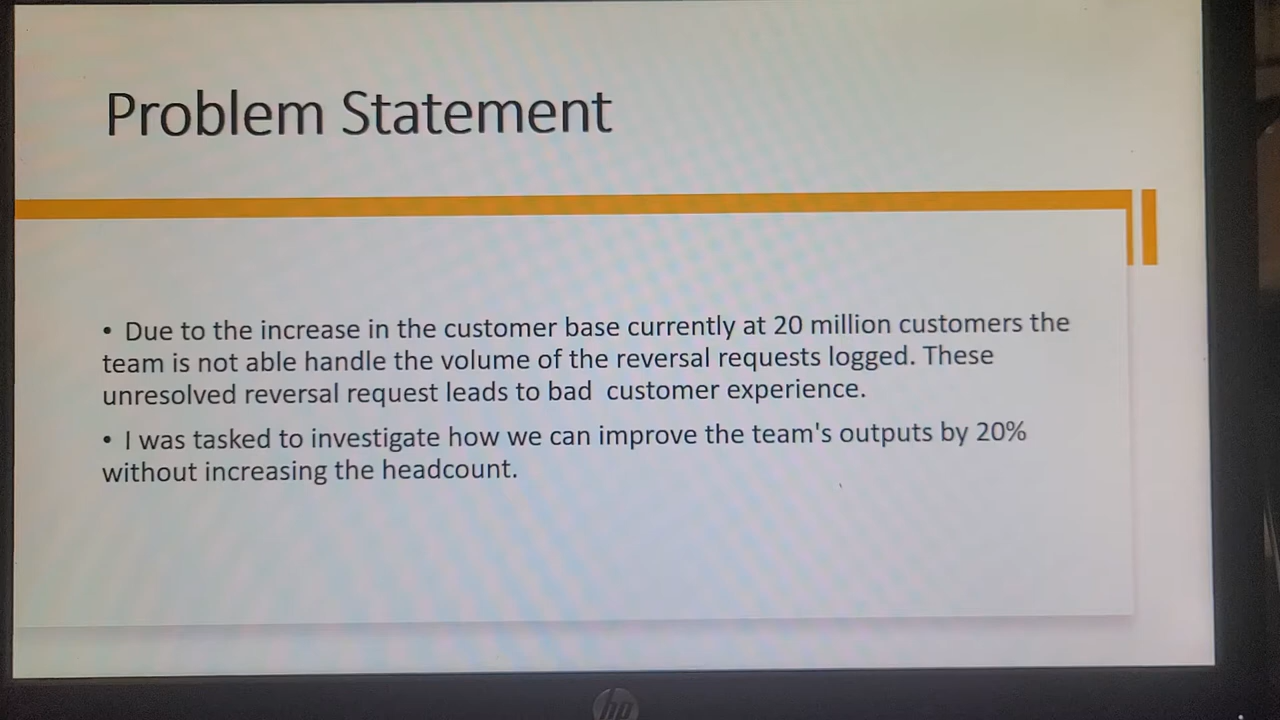 Problem Statement
• Due to the increase in the customer base currently at 20 million customers the
team is not able handle the volume of the reversal requests logged. These
unresolved reversal request leads to bad  customer experience.
• I was tasked to investigate how we can improve the team's outputs by 20%
without increasing the headcount.
hp